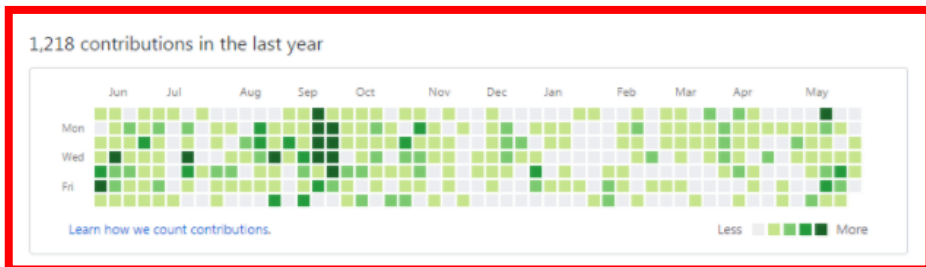 1,218 contributions in the last year
Jun Jul Aug Sep Oct Nov Dec Jan Feb Mar Apr May
Mon
Wed
Fri
Learn how we count contributions. Less More